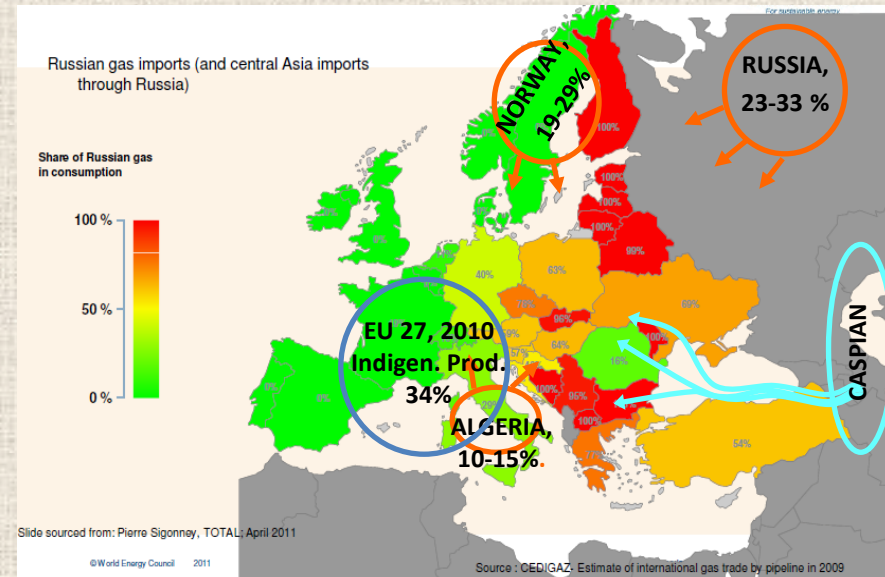 For sustainable energy
Russian gas imports (and central Asia imports
through Russia)
NORWAY,
19-29%
RUSSIA,
23-33 %
Share of Russian gas
in consumption
100 %
50 %
0 %
100%
100%
100%
100%
99%
0%
40%
63%
69%
98%
64%
16%
100%
EU 27, 2010
Indigen. Prod.
34%
CASPIAN
100%
95%
100%
54%
ALGERIA,
10-15%.
Slide sourced from: Pierre Sigonney, TOTAL; April 2011
© World Energy Council 2011
Source : CEDIGAZ- Estimate of international gas trade by pipeline in 2009